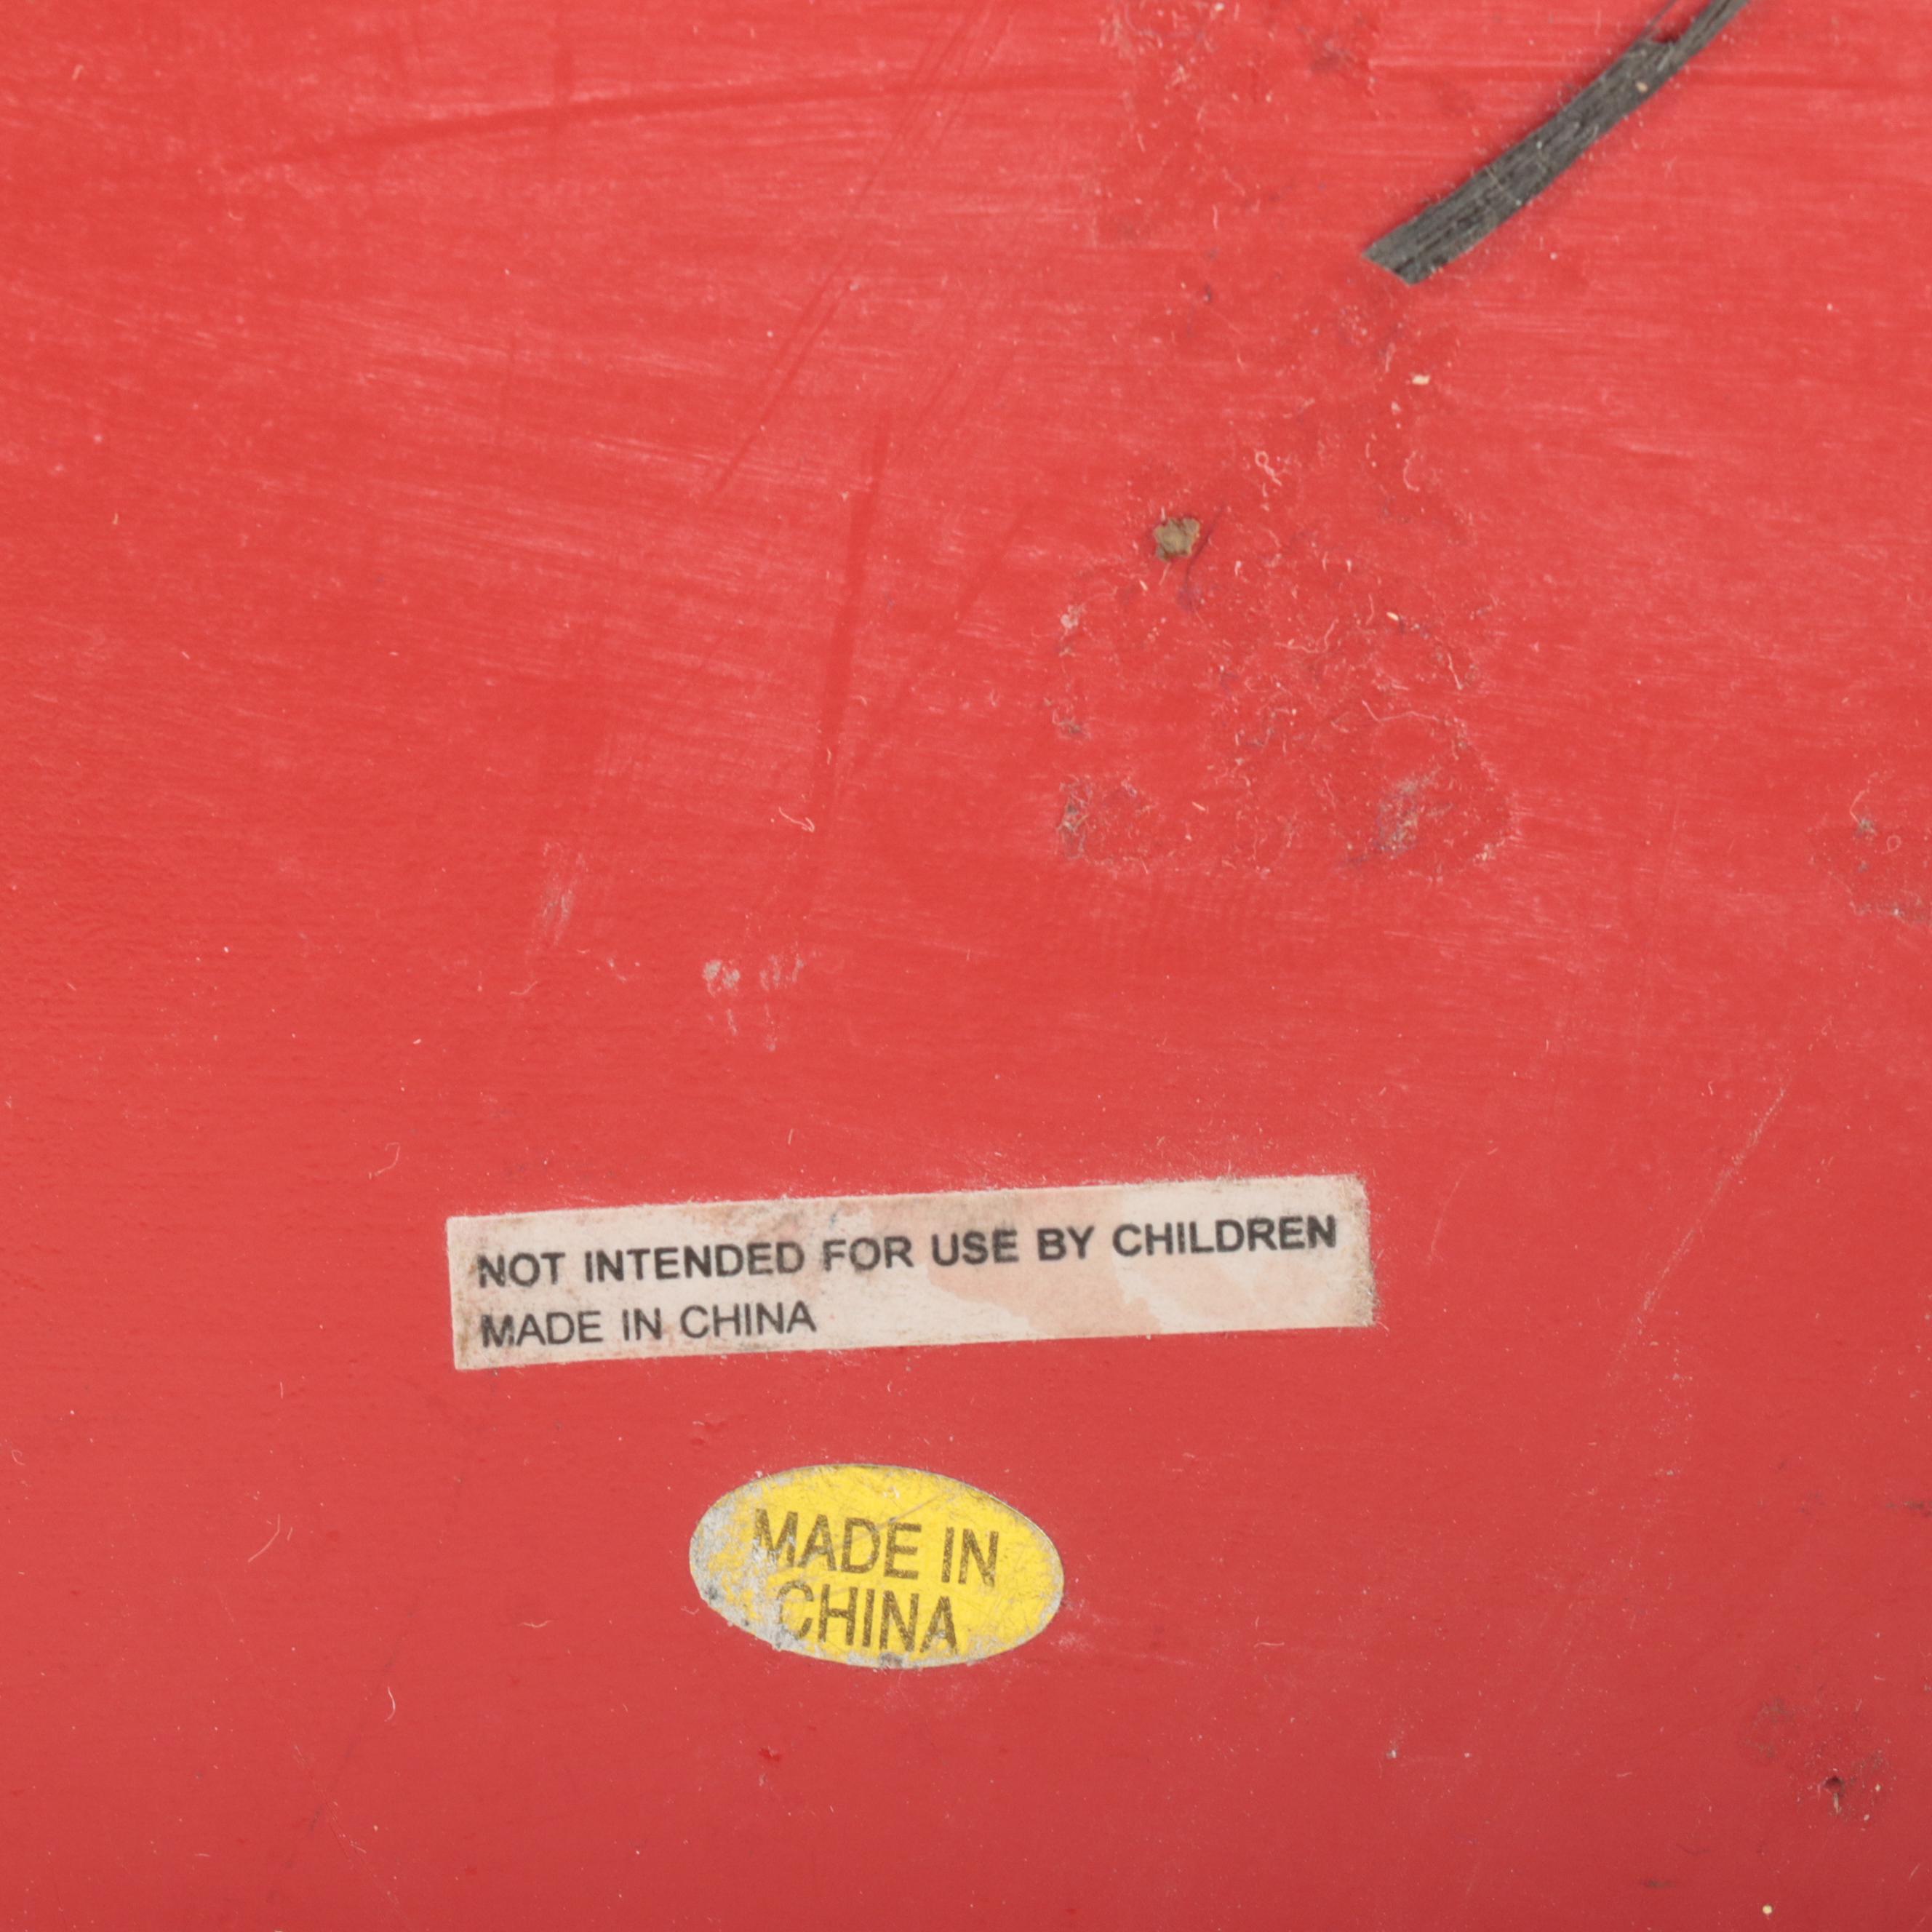 NOT INTENDED FOR USE BY CHILDREN
MADE IN CHINA
MADE IN
CHINA